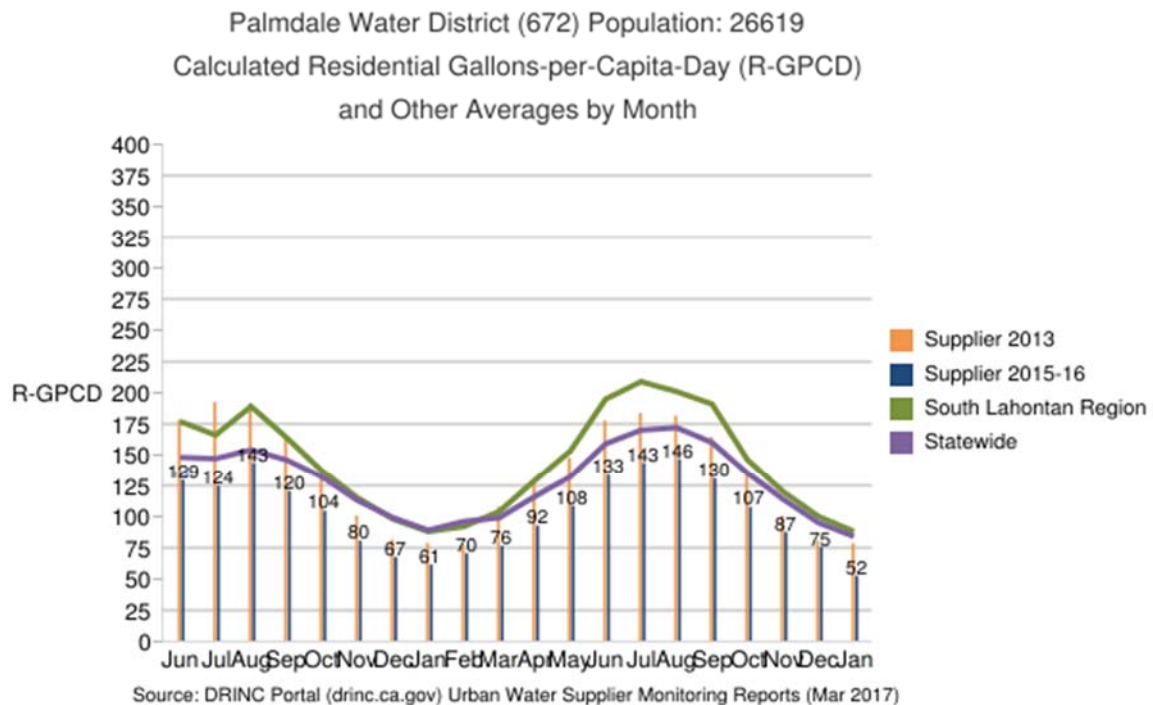 Palmdale Water District (672) Population: 26619
Calculated Residential Gallons-per-Capita-Day (R-GPCD)
and Other Averages by Month
400
375
350
325
300
275
250
225
R-GPCD 200
175
150
125
100
75
50
25
0
129 124 143 120 104 80 67 61 70 76 92 108 133 143 146 130 107 87 75 52
Jun Jul Aug Sep Oct Nov Dec Jan Feb Mar Apr May Jun Jul Aug Sep Oct Nov Dec Jan
Supplier 2013
Supplier 2015-16
South Lahontan Region
Statewide
Source: DRINC Portal (drinc.ca.gov) Urban Water Supplier Monitoring Reports (Mar 2017)